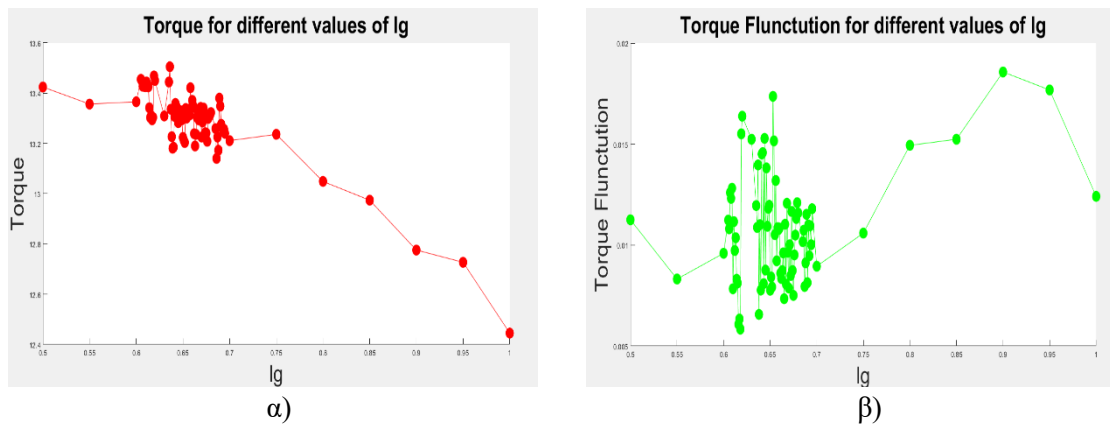 Torque for different values of lg
13.6
13.4
13.2
13
12.8
12.6
12.4
Torque
0.5 0.55 0.6 0.65 0.7 0.75 0.8 0.85 0.9 0.95 1
lg
α)
Torque Flunctution for different values of lg
0.02
0.015
0.01
0.005
Torque Flunctution
0.5 0.55 0.6 0.65 0.7 0.75 0.8 0.85 0.9 0.95 1
lg
β)